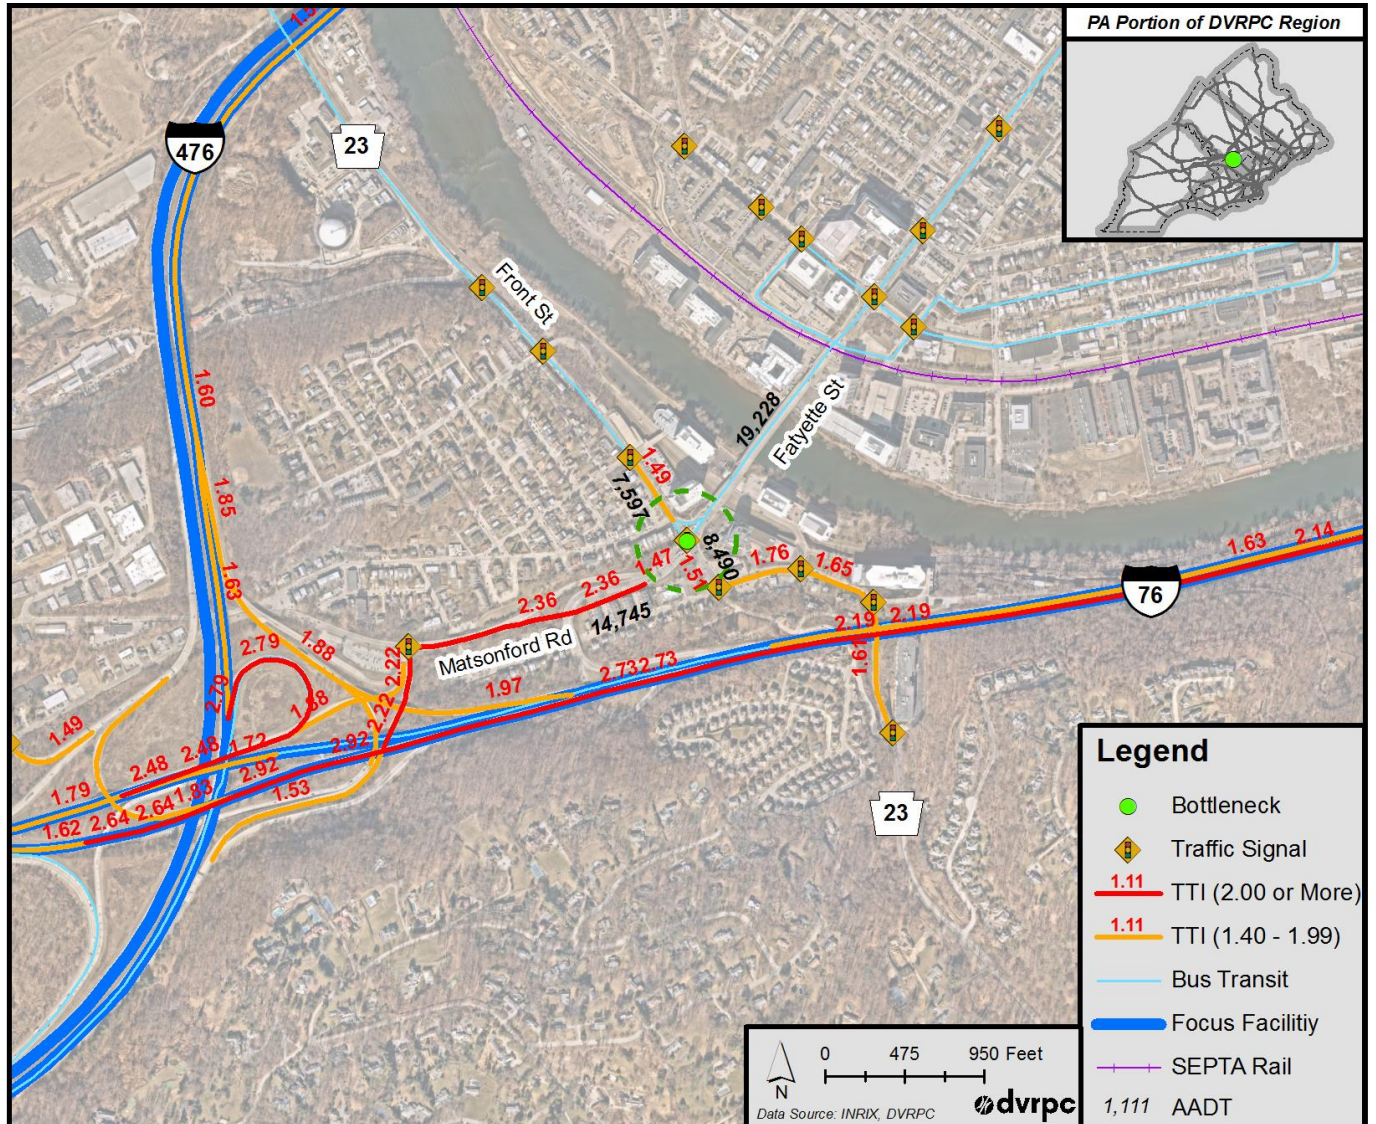 PA Portion of DVRPC Region
1.5
476
23
Front St
1.60
1.85
1.63
19,228
Fatyette St
1.49
7,597
8,490
1.47
1.51
1.76
1.65
2.36
2.36
14,745
Matsonford Rd
2.22
2.22
2.79
2.79
1.88
1.88
1.97
2.73
2.73
2.19
2.19
1.61
1.63
2.14
76
23
1.49
1.79
2.48
2.48
1.72
2.92
2.92
1.62
2.64
2.64
1.83
1.53
Legend
Bottleneck
Traffic Signal
1.11 TTI (2.00 or More)
1.11 TTI (1.40 - 1.99)
Bus Transit
Focus Facilitiy
SEPTA Rail
1,111 AADT
0 475 950 Feet
N
Data Source: INRIX, DVRPC
dvrpc